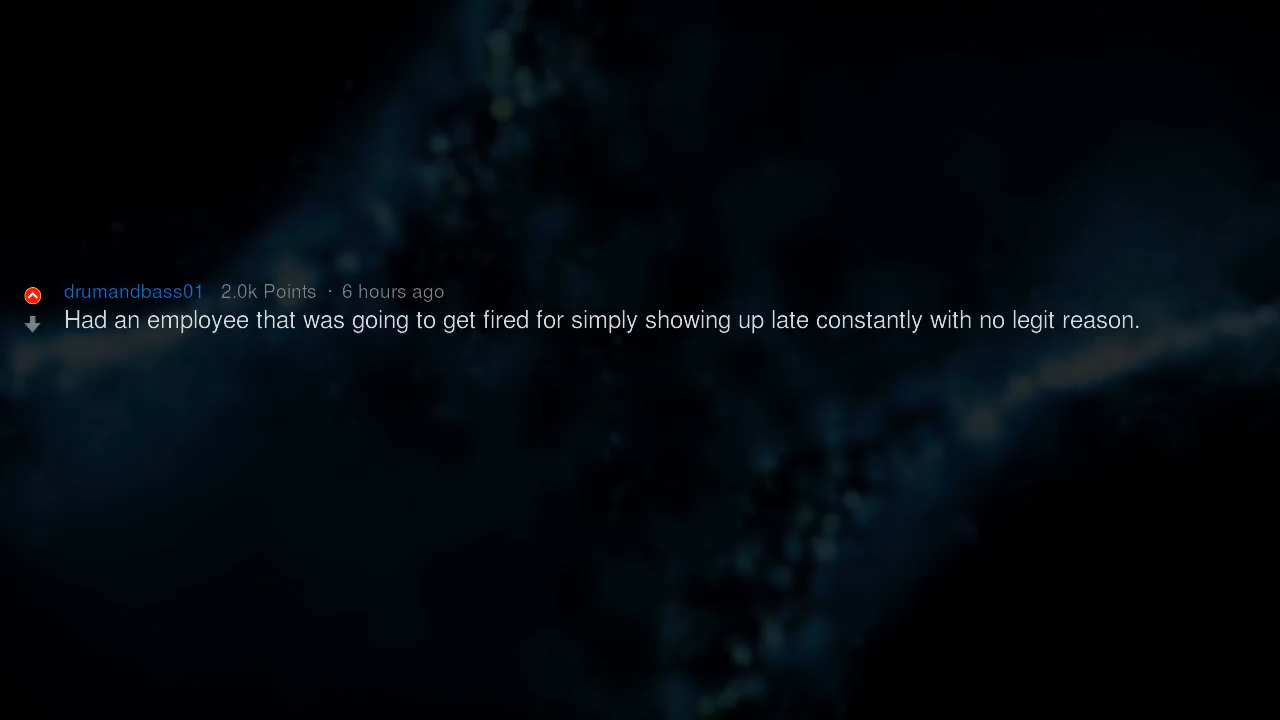 drumandbass01 2.0k Points · 6 hours ago
Had an employee that was going to get fired for simply showing up late constantly with no legit reason.